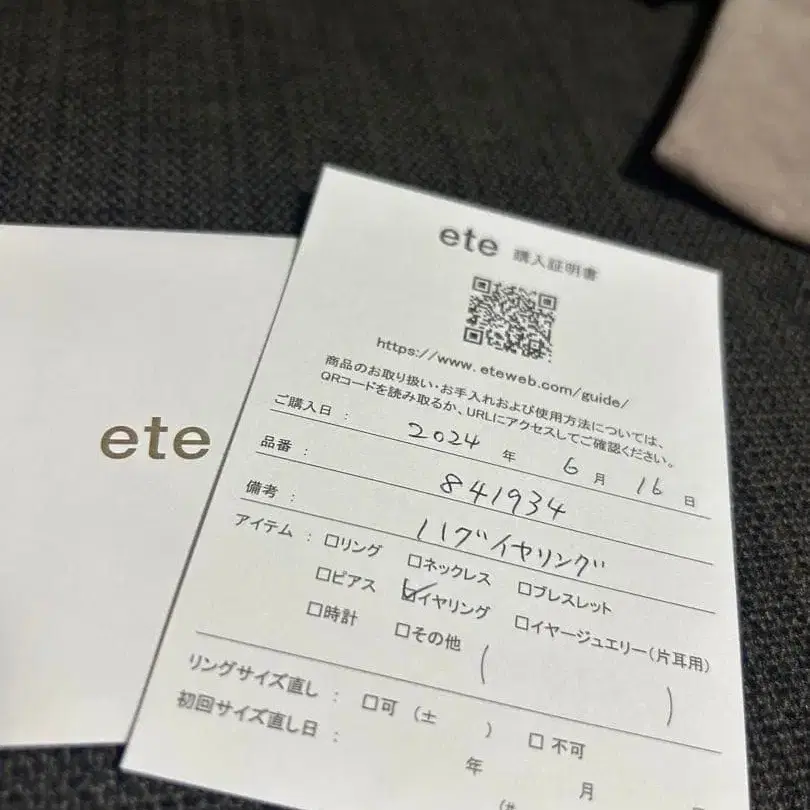 ete
ete 購入証明書
https://www.eteweb.com/guide/
商品のお取り扱い・お手入れおよび使用方法については、
QRコードを読み取るか、URLにアクセスしてご確認ください。
ご購入日 : 2024 年 6 月 16 日
品番 : 841934
備考 : ハグイヤリング
アイテム : □リング □ネックレス □ブレスレット
□ピアス ☑イヤリング □イヤージュエリー(片耳用)
□時計 □その他 ( )
リングサイズ直し : □可 (± ) □不可
初回サイズ直し日 : 年 月